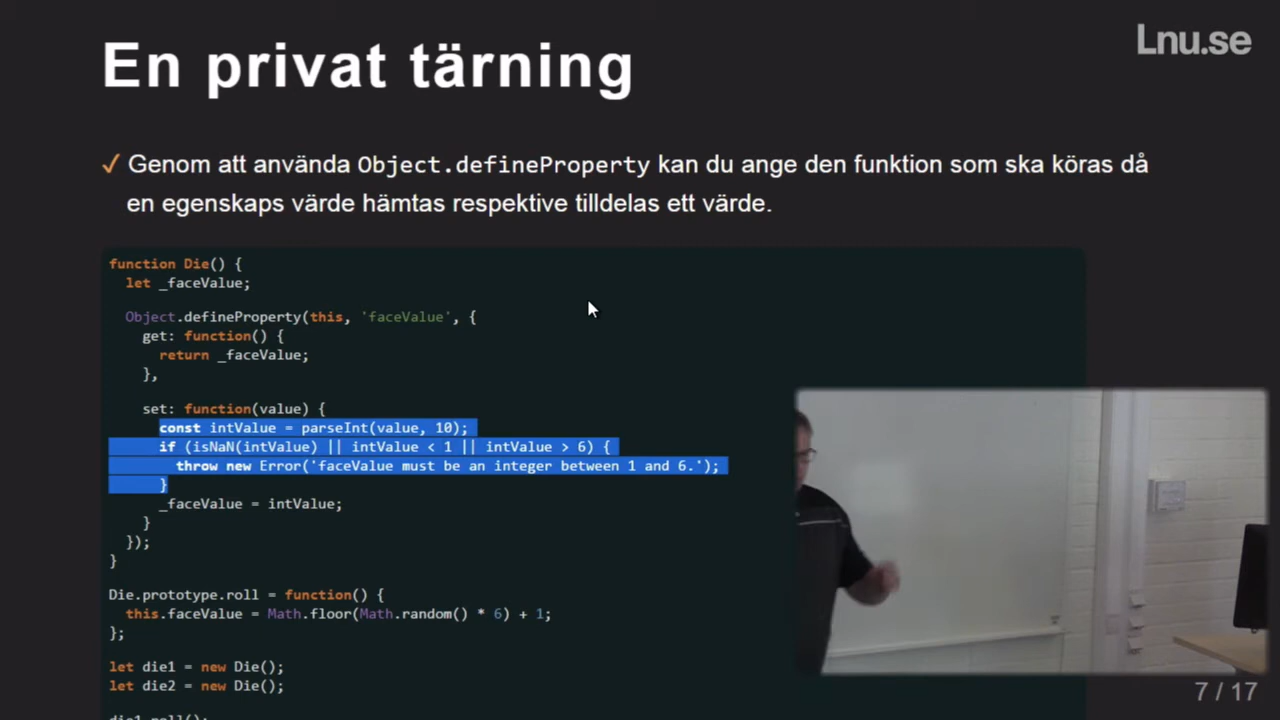 En privat tärning
Lnu.se
✓ Genom att använda Object.defineProperty kan du ange den funktion som ska köras då
en egenskaps värde hämtas respektive tilldelas ett värde.
function Die() {
  let _faceValue;
  Object.defineProperty(this, 'faceValue', {
    get: function() {
      return _faceValue;
    },
    set: function(value) {
      const intValue = parseInt(value, 10);
      if (isNaN(intValue) || intValue < 1 || intValue > 6) {
        throw new Error('faceValue must be an integer between 1 and 6.');
      }
      _faceValue = intValue;
    }
  });
}
Die.prototype.roll = function() {
  this.faceValue = Math.floor(Math.random() * 6) + 1;
};
let die1 = new Die();
let die2 = new Die();
die1.roll();
7 / 17